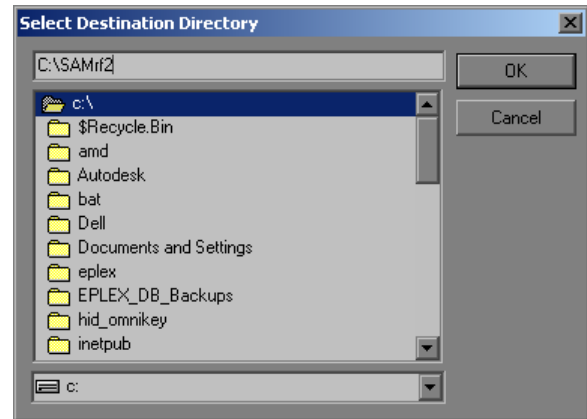 Select Destination Directory
C:\SAMrf2
OK
Cancel
c:\
$Recycle.Bin
amd
Autodesk
bat
Dell
Documents and Settings
eplex
EPLEX_DB_Backups
hid_omnikey
inetpub
c: